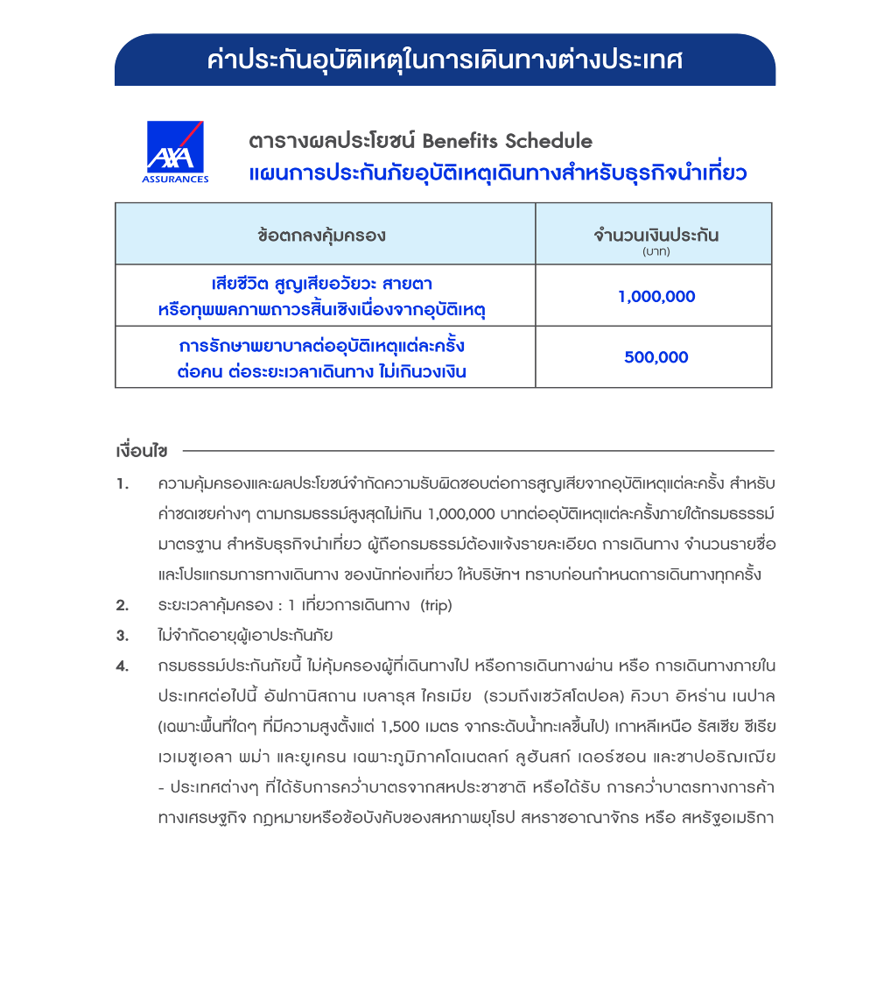 ค่าประกันอุบัติเหตุในการเดินทางต่างประเทศ
AXA
ASSURANCES
ตารางผลประโยชน์ Benefits Schedule
แผนการประกันภัยอุบัติเหตุเดินทางสำหรับธุรกิจนำเที่ยว
ข้อตกลงคุ้มครอง
จำนวนเงินประกัน
(บาท)
เสียชีวิต สูญเสียอวัยวะ สายตา
หรือทุพพลภาพถาวรสิ้นเชิงเนื่องจากอุบัติเหตุ
1,000,000
การรักษาพยาบาลต่ออุบัติเหตุแต่ละครั้ง
ต่อคน ต่อระยะเวลาเดินทาง ไม่เกินวงเงิน
500,000
เงื่อนไข
1. ความคุ้มครองและผลประโยชน์จำกัดความรับผิดชอบต่อการสูญเสียจากอุบัติเหตุแต่ละครั้ง สำหรับ
ค่าชดเชยค่างๆ ตามกรมธรรม์สูงสุดไม่เกิน 1,000,000 บาทต่ออุบัติเหตุแต่ละครั้งภายใต้กรมธรรรม์
มาตรฐาน สำหรับธุรกิจนำเที่ยว ผู้ถือกรมธรรม์ต้องแจ้งรายละเอียด การเดินทาง จำนวนรายชื่อ
และโปรแกรมการทางเดินทาง ของนักท่องเที่ยว ให้บริษัทฯ ทราบก่อนกำหนดการเดินทางทุกครั้ง
2. ระยะเวลาคุ้มครอง : 1 เที่ยวการเดินทาง (trip)
3. ไม่จำกัดอายุผู้เอาประกันภัย
4. กรมธรรม์ประกันภัยนี้ ไม่คุ้มครองผู้ที่เดินทางไป หรือการเดินทางผ่าน หรือ การเดินทางภายใน
ประเทศต่อไปนี้ อัฟกานิสถาน เบลารุส ไครเมีย (รวมถึงเซวัสโตปอล) คิวบา อิหร่าน เนปาล
(เฉพาะพื้นที่ใดๆ ที่มีความสูงตั้งแต่ 1,500 เมตร จากระดับน้ำทะเลขึ้นไป) เกาหลีเหนือ รัสเซีย ซีเรีย
เวเมซูเอลา พม่า และยูเครน เฉพาะภูมิภาคโดเนตลก์ ลูฮันสก์ เดอร์ซอน และซาปอริณเฌีย
- ประเทศต่างๆ ที่ได้รับการคว่ำบาตรจากสหประชาชาติ หรือได้รับ การคว่ำบาตรทางการค้า
ทางเศรษฐกิจ กฎหมายหรือข้อบังคับของสหภาพยุโรป สหราชอาณาจักร หรือ สหรัฐอเมริกา